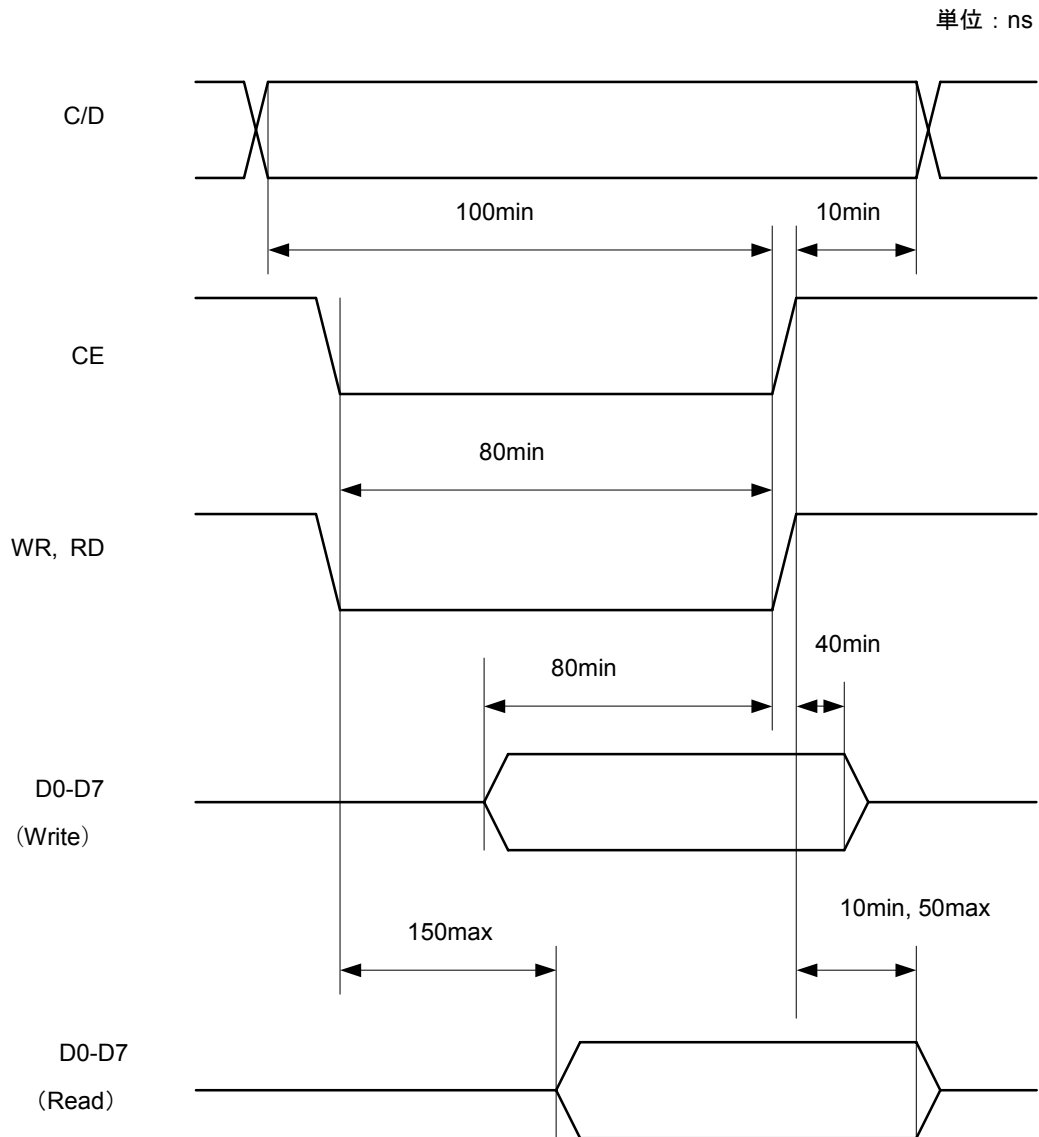 単位：ns
C/D
100min
10min
CE
80min
WR, RD
40min
80min
D0-D7
（Write）
10min, 50max
150max
D0-D7
（Read）